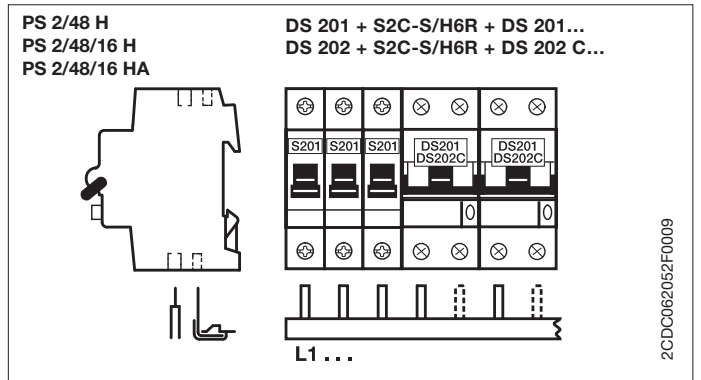 PS 2/48 H
PS 2/48/16 H
PS 2/48/16 HA
DS 201 + S2C-S/H6R + DS 201...
DS 202 + S2C-S/H6R + DS 202 C...
S201 S201 S201 DS201 DS201
DS202C DS202C
L1 . . .
2CDC062052F0009